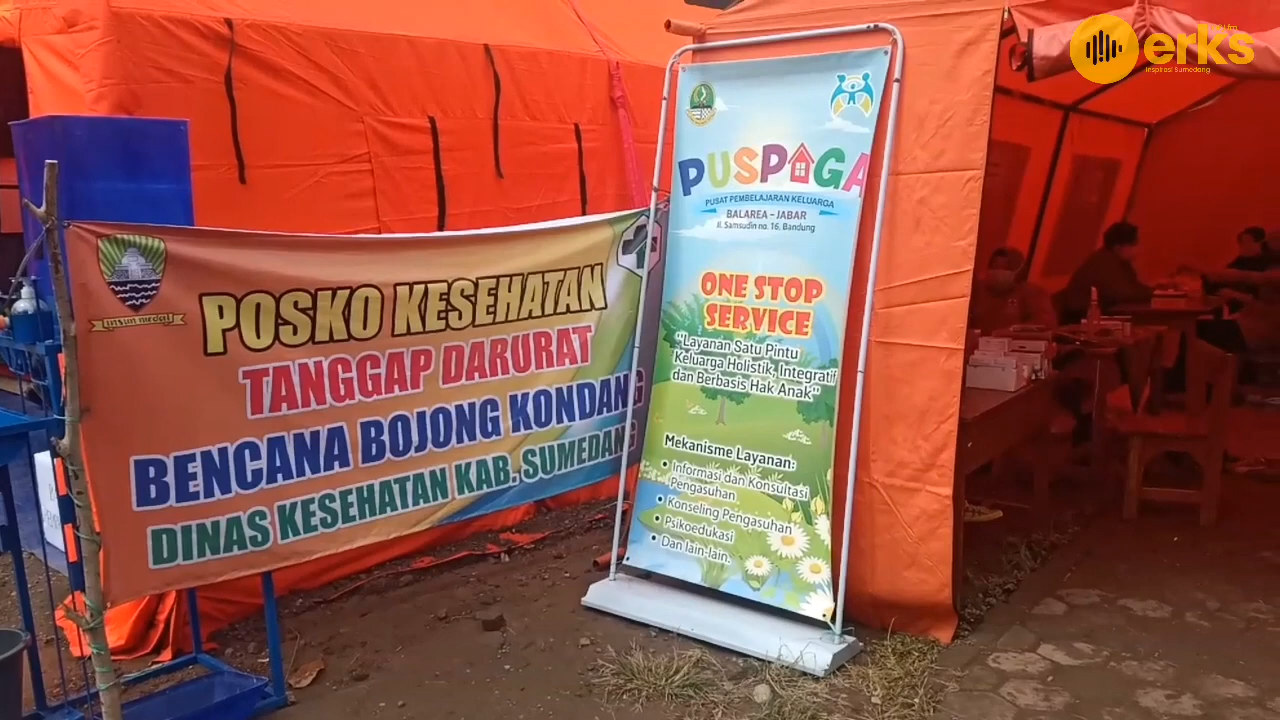 erks
Inspirasi Sumedang
PUSPAGA
PUSAT PEMBELAJARAN KELUARGA
BALAREA - JABAR
Jl. Samsudin no. 16, Bandung
ONE STOP
SERVICE
"Layanan Satu Pintu
Keluarga Holistik, Integratif
dan Berbasis Hak Anak"
Mekanisme Layanan:
• Informasi dan Konsultasi
Pengasuhan
• Konseling Pengasuhan
• Psikoedukasi
• Dan lain-lain.
insun medal
POSKO KESEHATAN
TANGGAP DARURAT
BENCANA BOJONG KONDANG
DINAS KESEHATAN KAB. SUMEDANG